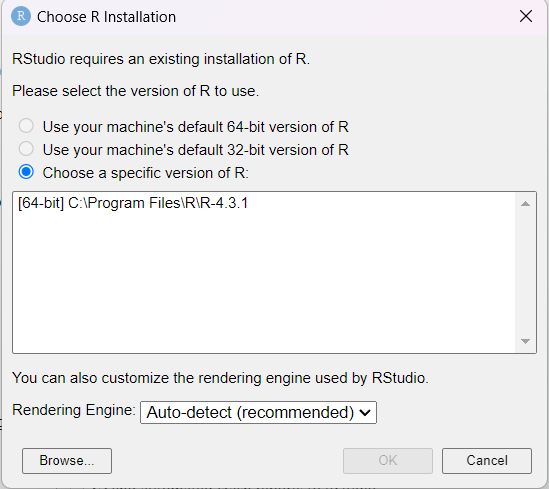 R Choose R Installation
RStudio requires an existing installation of R.
Please select the version of R to use.
Use your machine's default 64-bit version of R
Use your machine's default 32-bit version of R
Choose a specific version of R:
[64-bit] C:\Program Files\R\R-4.3.1
You can also customize the rendering engine used by RStudio.
Rendering Engine: Auto-detect (recommended)
Browse... OK Cancel